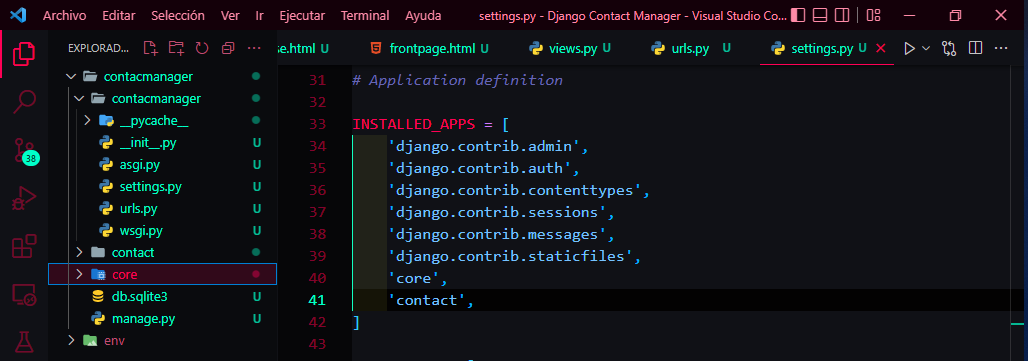 Archivo Editar Selección Ver Ir Ejecutar Terminal Ayuda settings.py - Django Contact Manager - Visual Studio Co...
EXPLORAD... se.html U frontpage.html U views.py U urls.py U settings.py U
contacmanager
contacmanager
__pycache__
__init__.py U
asgi.py U
settings.py U
urls.py U
wsgi.py U
contact
core
db.sqlite3 U
manage.py U
env
38
31 # Application definition
32
33 INSTALLED_APPS = [
34 'django.contrib.admin',
35 'django.contrib.auth',
36 'django.contrib.contenttypes',
37 'django.contrib.sessions',
38 'django.contrib.messages',
39 'django.contrib.staticfiles',
40 'core',
41 'contact',
42 ]
43